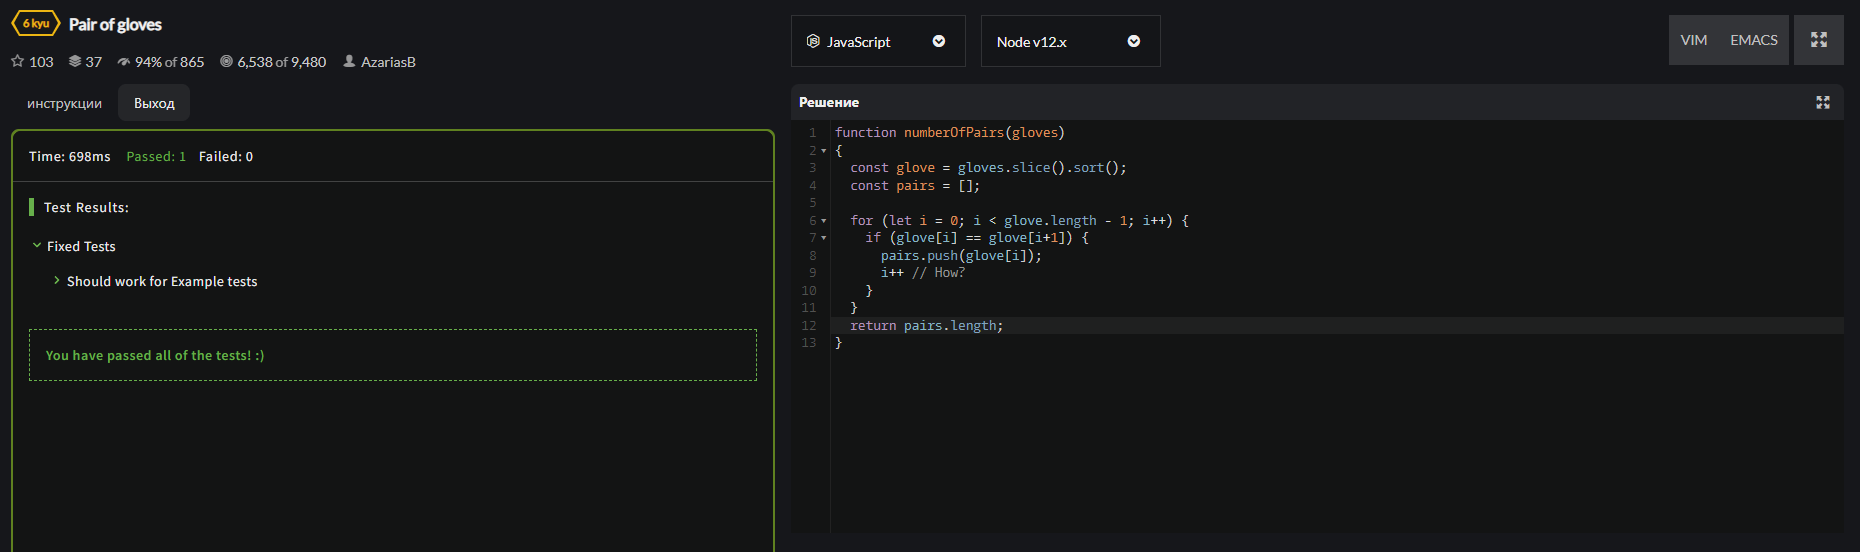 6 kyu Pair of gloves
103 37 94% of 865 6,538 of 9,480 AzariasB
инструкции Выход
Time: 698ms Passed: 1 Failed: 0
Test Results:
Fixed Tests
Should work for Example tests
You have passed all of the tests! :)
JavaScript Node v12.x VIM EMACS
Решение
1 function numberOfPairs(gloves)
2 {
3 const glove = gloves.slice().sort();
4 const pairs = [];
5
6 for (let i = 0; i < glove.length - 1; i++) {
7 if (glove[i] == glove[i+1]) {
8 pairs.push(glove[i]);
9 i++ // How?
10 }
11 }
12 return pairs.length;
13 }